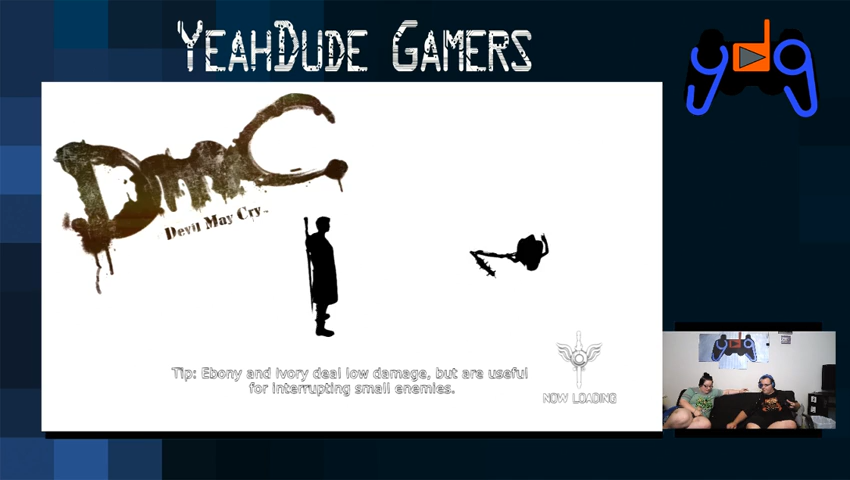 YeahDude Gamers
ydg
DmC
Devil May Cry™
Tip: Ebony and Ivory deal low damage, but are useful
for interrupting small enemies.
NOW LOADING